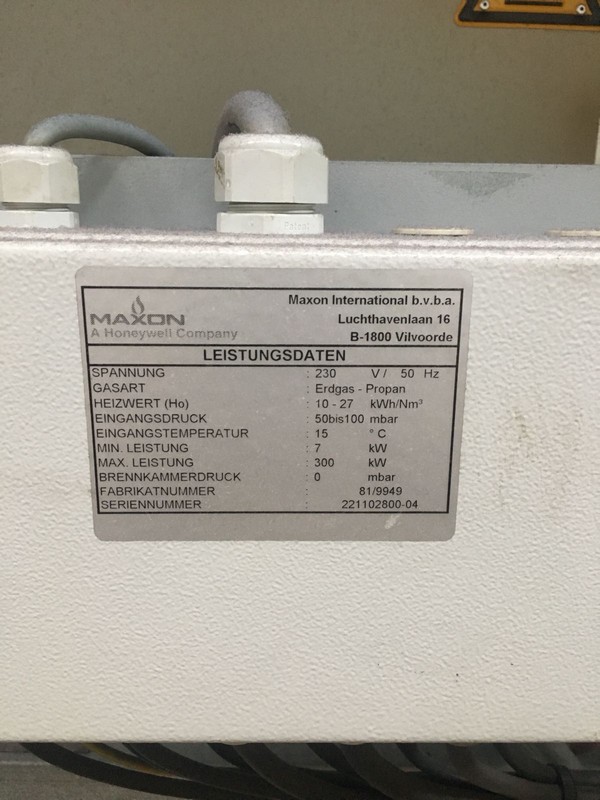 MAXON
A Honeywell Company
Maxon International b.v.b.a.
Luchthavenlaan 16
B-1800 Vilvoorde
LEISTUNGSDATEN
SPANNUNG : 230 V / 50 Hz
GASART : Erdgas - Propan
HEIZWERT (Ho) : 10 - 27 kWh/Nm³
EINGANGSDRUCK : 50bis100 mbar
EINGANGSTEMPERATUR : 15 ° C
MIN. LEISTUNG : 7 kW
MAX. LEISTUNG : 300 kW
BRENNKAMMERDRUCK : 0 mbar
FABRIKATNUMMER : 81/9949
SERIENNUMMER : 221102800-04